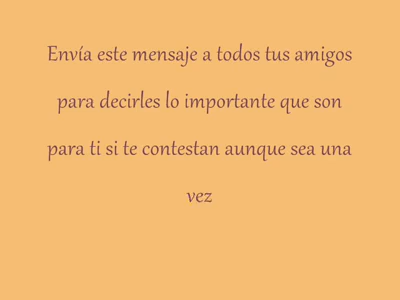 Envía este mensaje a todos tus amigos
para decirles lo importante que son
para ti si te contestan aunque sea una
vez